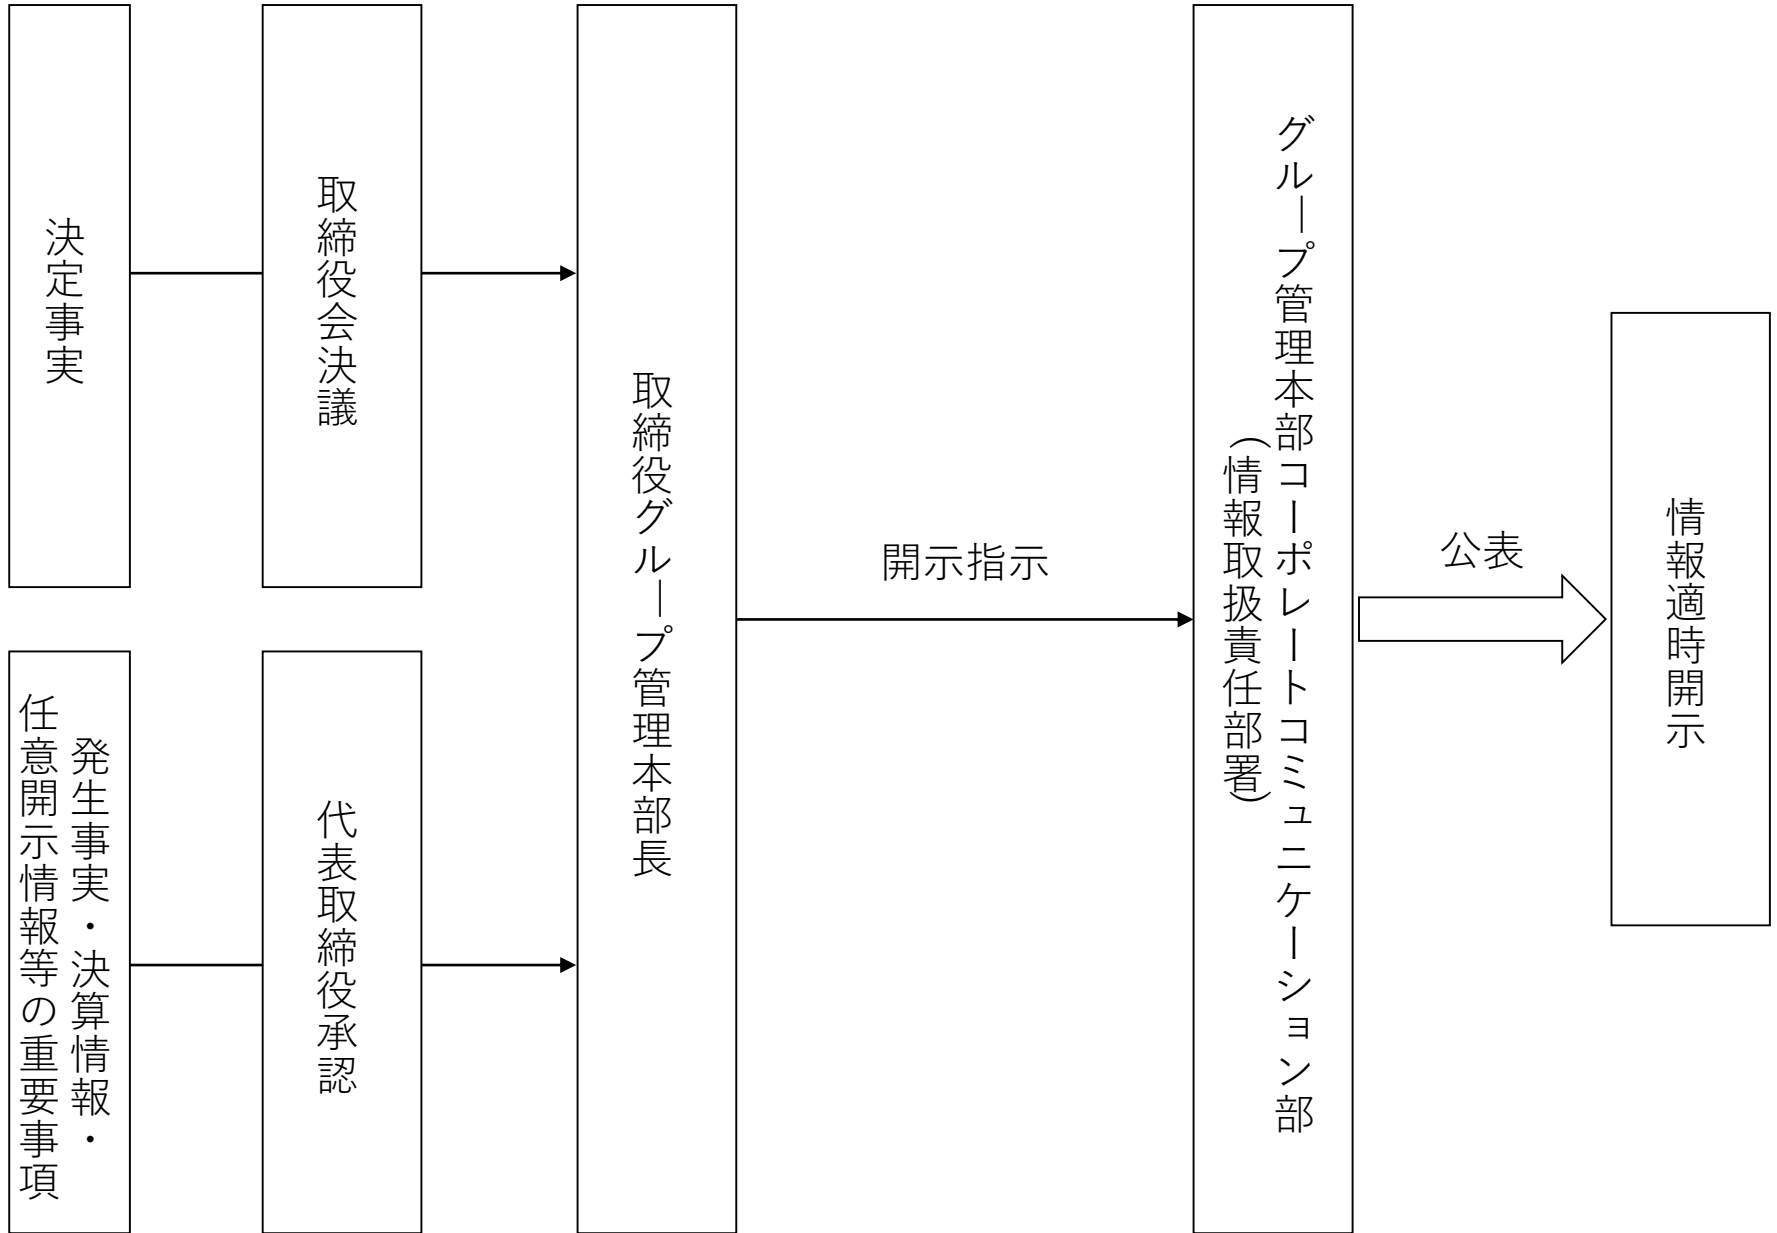 決定事実
取締役会決議
発生事実・決算情報・
任意開示情報等の重要事項
代表取締役承認
取締役グループ管理本部長
開示指示
グループ管理本部コーポレートコミュニケーション部
（情報取扱責任部署）
公表
情報適時開示